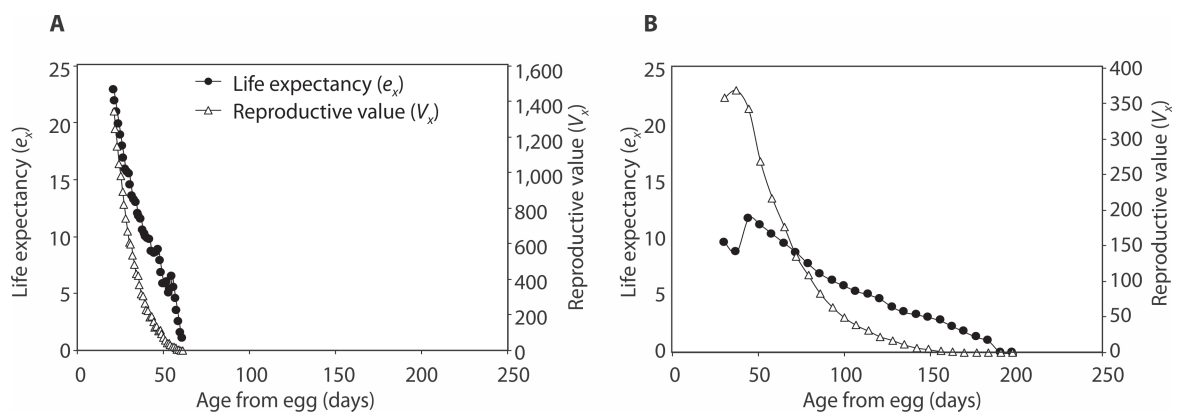 A
25
20
15
10
5
0
Life expectancy (eₓ)
Life expectancy (eₓ)
Reproductive value (Vₓ)
1,600
1,400
1,200
1,000
800
600
400
200
0
Reproductive value (Vₓ)
0 50 100 150 200 250
Age from egg (days)
B
25
20
15
10
5
0
Life expectancy (eₓ)
400
350
300
250
200
150
100
50
0
Reproductive value (Vₓ)
0 50 100 150 200 250
Age from egg (days)